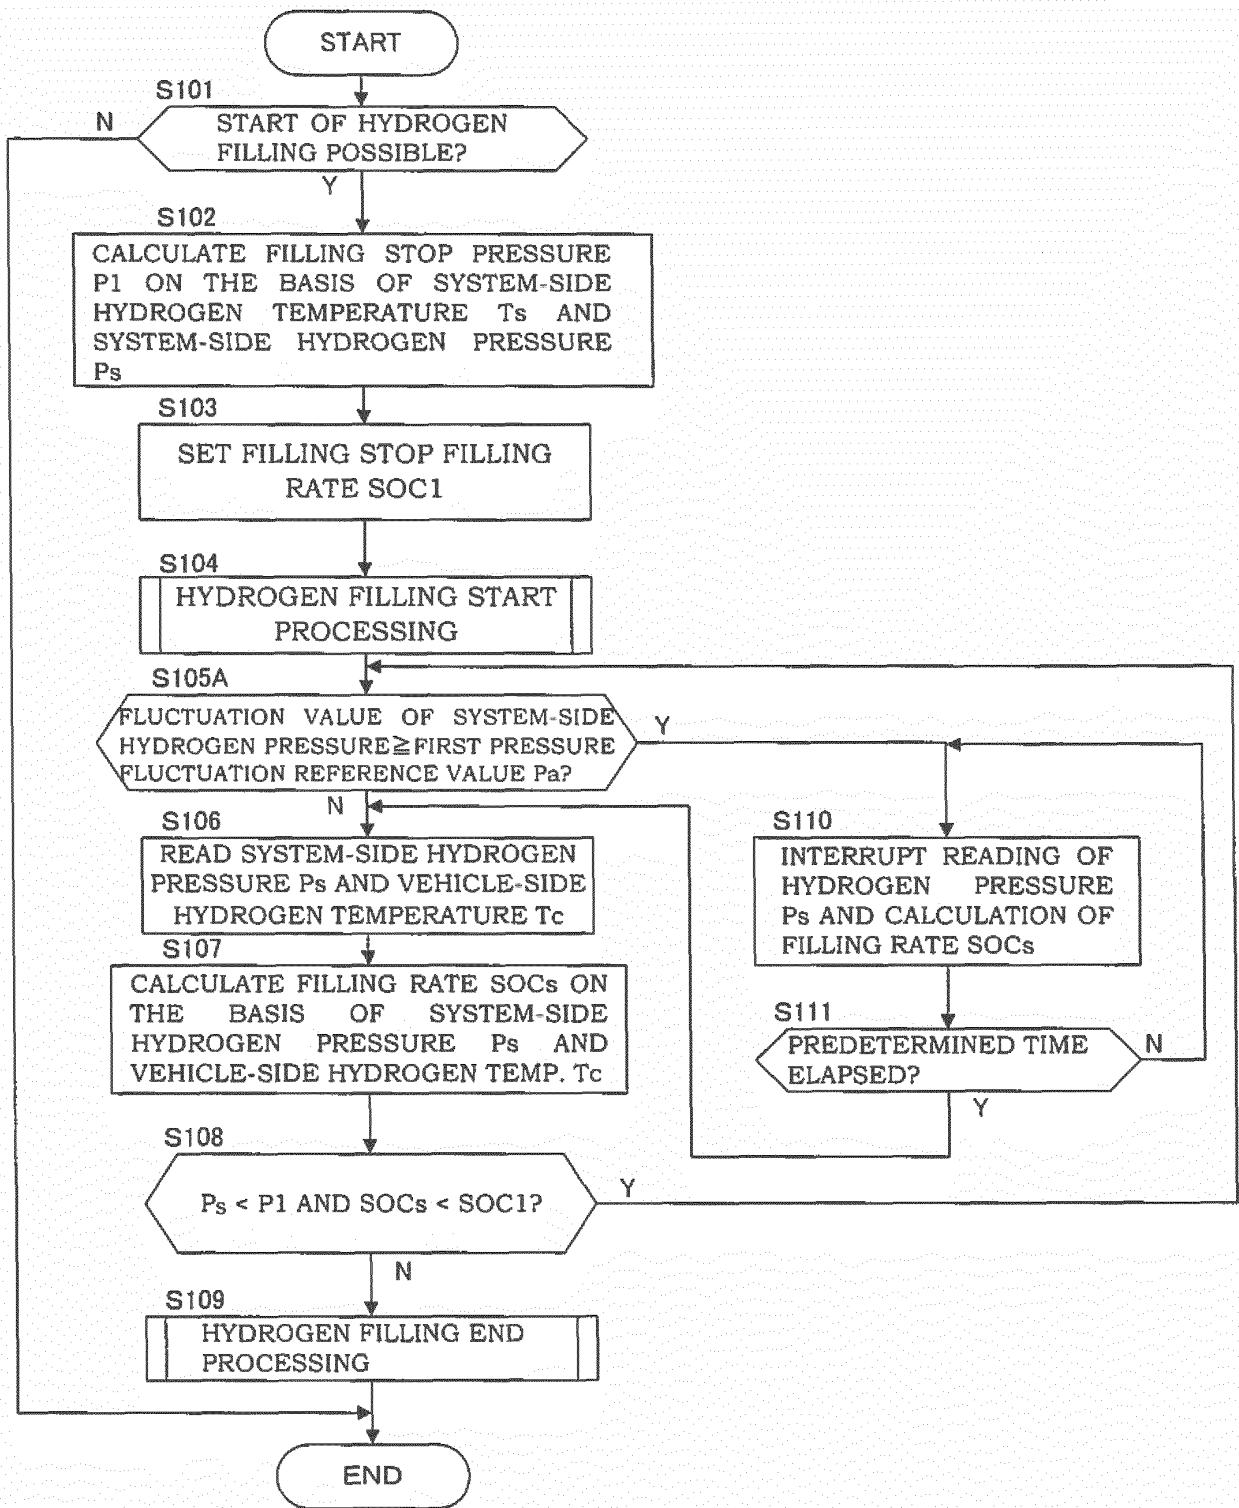 START
S101
N
START OF HYDROGEN
FILLING POSSIBLE?
Y
S102
CALCULATE FILLING STOP PRESSURE
P1 ON THE BASIS OF SYSTEM-SIDE
HYDROGEN TEMPERATURE Ts AND
SYSTEM-SIDE HYDROGEN PRESSURE
Ps
S103
SET FILLING STOP FILLING
RATE SOC1
S104
HYDROGEN FILLING START
PROCESSING
S105A
FLUCTUATION VALUE OF SYSTEM-SIDE
HYDROGEN PRESSURE≧FIRST PRESSURE
FLUCTUATION REFERENCE VALUE Pa?
Y
N
S106
READ SYSTEM-SIDE HYDROGEN
PRESSURE Ps AND VEHICLE-SIDE
HYDROGEN TEMPERATURE Tc
S107
CALCULATE FILLING RATE SOCs ON
THE BASIS OF SYSTEM-SIDE
HYDROGEN PRESSURE Ps AND
VEHICLE-SIDE HYDROGEN TEMP. Tc
S110
INTERRUPT READING OF
HYDROGEN PRESSURE
Ps AND CALCULATION OF
FILLING RATE SOCs
S111
PREDETERMINED TIME
ELAPSED?
N
Y
S108
Ps < P1 AND SOCs < SOC1?
Y
N
S109
HYDROGEN FILLING END
PROCESSING
END